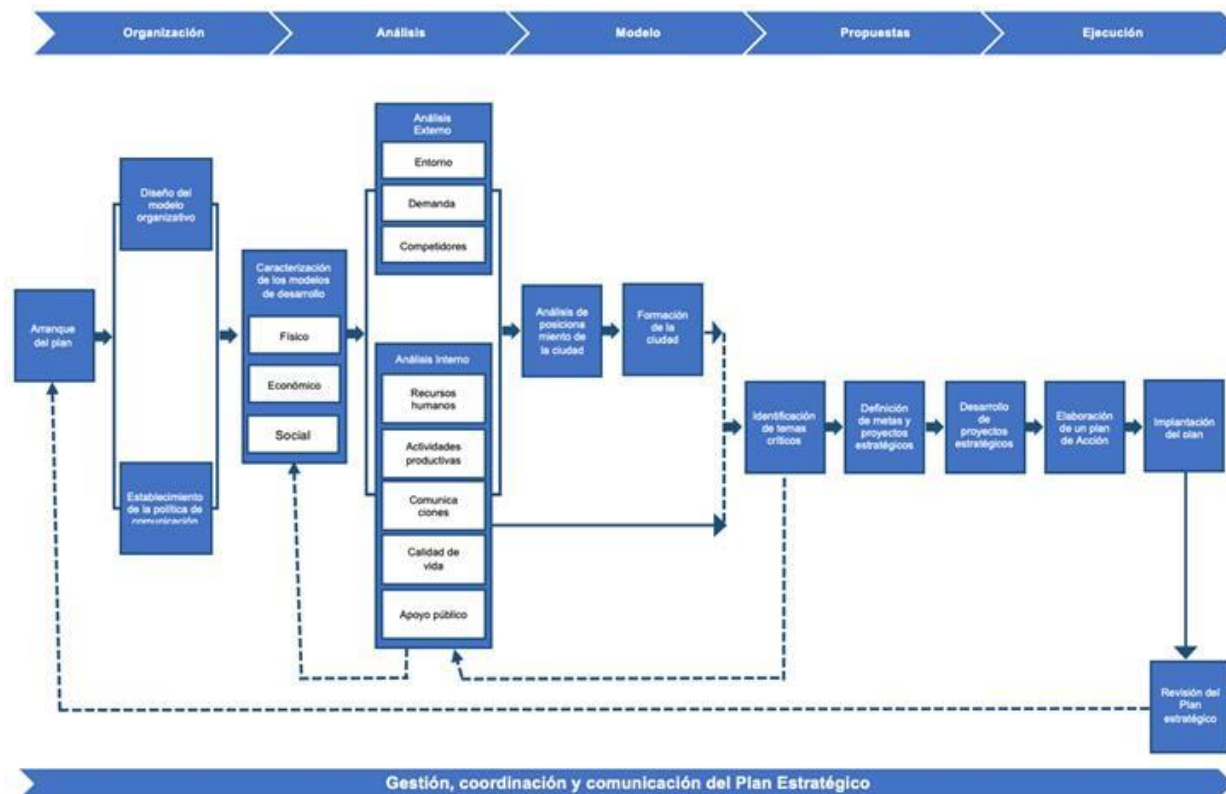 Organización
Análisis
Modelo
Propuestas
Ejecución
Arranque
del plan
Diseño del
modelo
organizativo
Establecimiento
de la política de
comunicación
Caracterización
de los modelos
de desarrollo
Físico
Económico
Social
Análisis
Externo
Entorno
Demanda
Competidores
Análisis Interno
Recursos
humanos
Actividades
productivas
Comunica
ciones
Calidad de
vida
Apoyo público
Análisis de
posiciona
miento de
la ciudad
Formación
de la
ciudad
Identificación
de temas
críticos
Definición
de metas y
proyectos
estratégicos
Desarrollo
de
proyectos
estratégicos
Elaboración
de un plan
de Acción
Implantación
del plan
Revisión del
Plan
estratégico
Gestión, coordinación y comunicación del Plan Estratégico